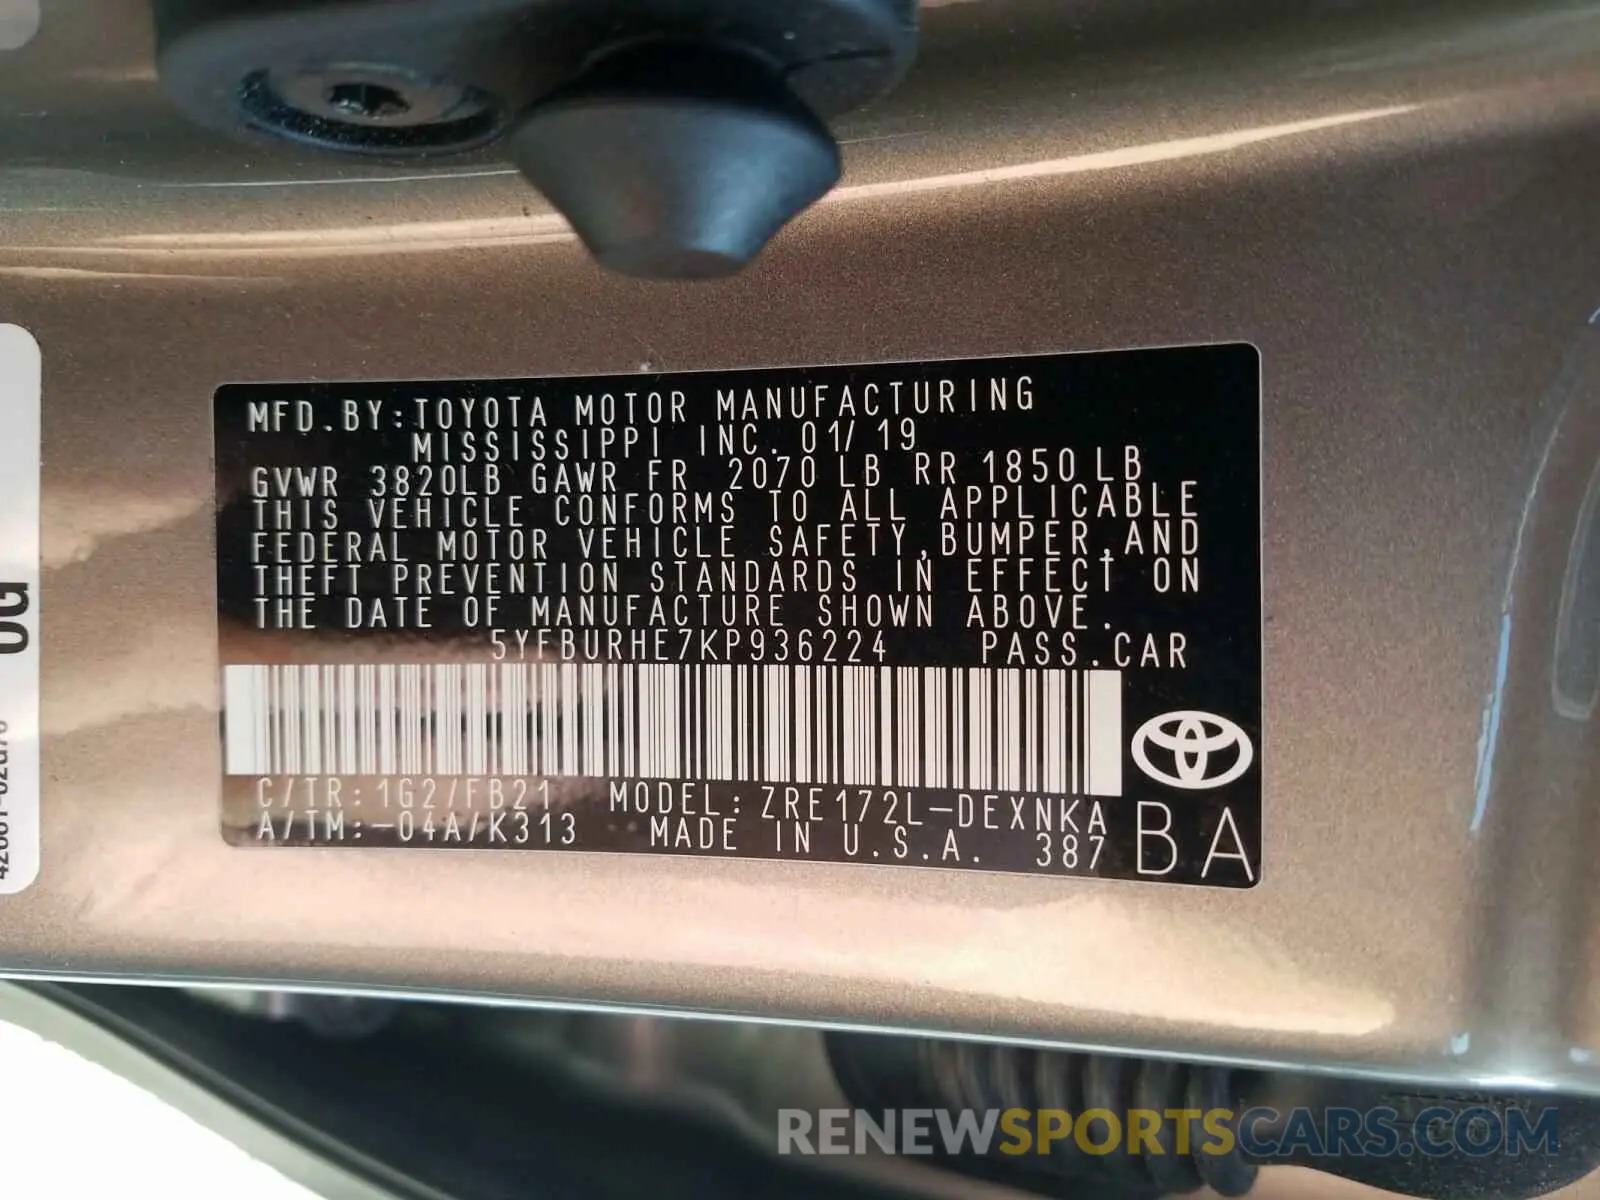 MFD.BY:TOYOTA MOTOR MANUFACTURING
MISSISSIPPI INC. 01/19
GVWR 3820LB GAWR FR 2070LB RR 1850LB
THIS VEHICLE CONFORMS TO ALL APPLICABLE
FEDERAL MOTOR VEHICLE SAFETY,BUMPER,AND
THEFT PREVENTION STANDARDS IN EFFECT ON
THE DATE OF MANUFACTURE SHOWN ABOVE.
5YFBURHE7KP936224 PASS.CAR
C/TR:1G2/FB21 MODEL:ZRE172L-DEXNKA
A/TM:-04A/K313 MADE IN U.S.A. 387
BA
RENEWSPORTSCARS.COM